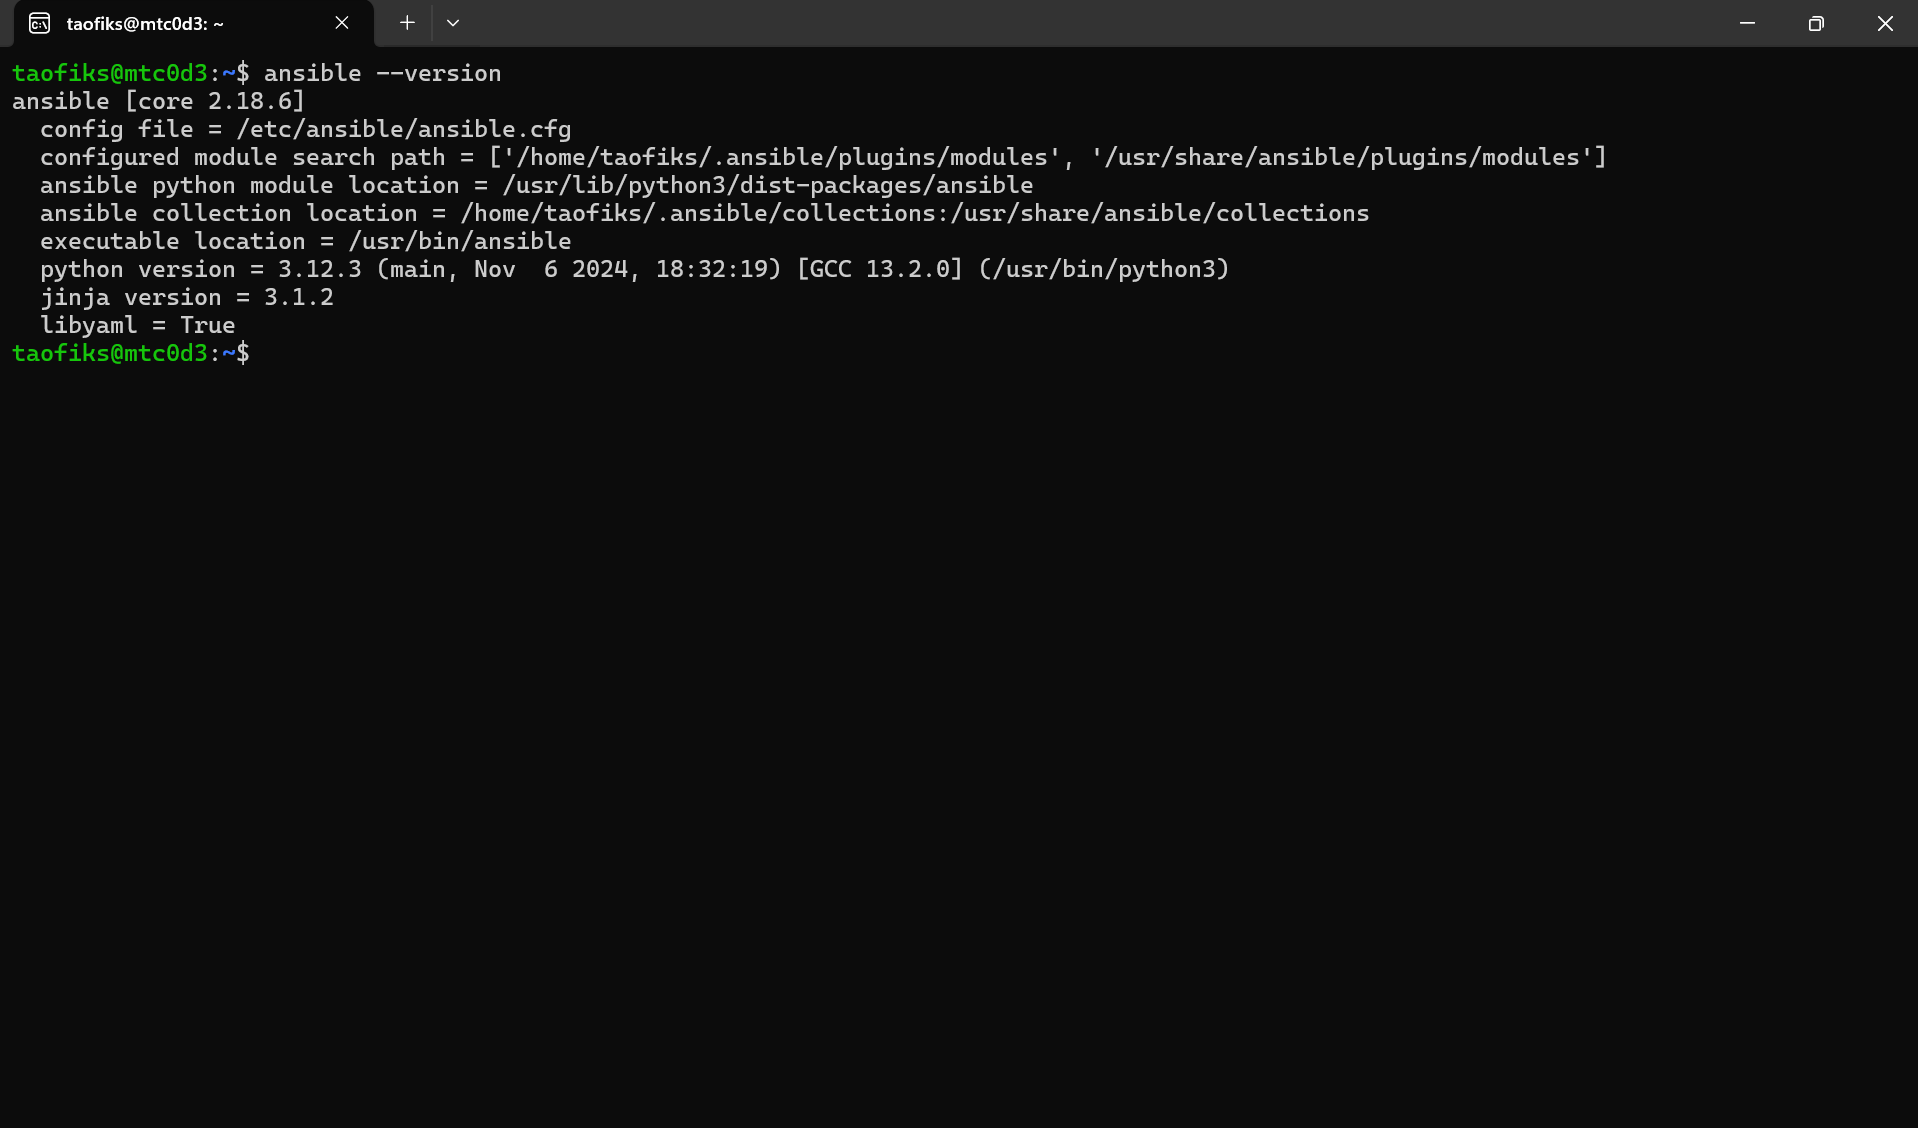 taofiks@mtc0d3: ~
taofiks@mtc0d3:~$ ansible --version
ansible [core 2.18.6]
  config file = /etc/ansible/ansible.cfg
  configured module search path = ['/home/taofiks/.ansible/plugins/modules', '/usr/share/ansible/plugins/modules']
  ansible python module location = /usr/lib/python3/dist-packages/ansible
  ansible collection location = /home/taofiks/.ansible/collections:/usr/share/ansible/collections
  executable location = /usr/bin/ansible
  python version = 3.12.3 (main, Nov  6 2024, 18:32:19) [GCC 13.2.0] (/usr/bin/python3)
  jinja version = 3.1.2
  libyaml = True
taofiks@mtc0d3:~$